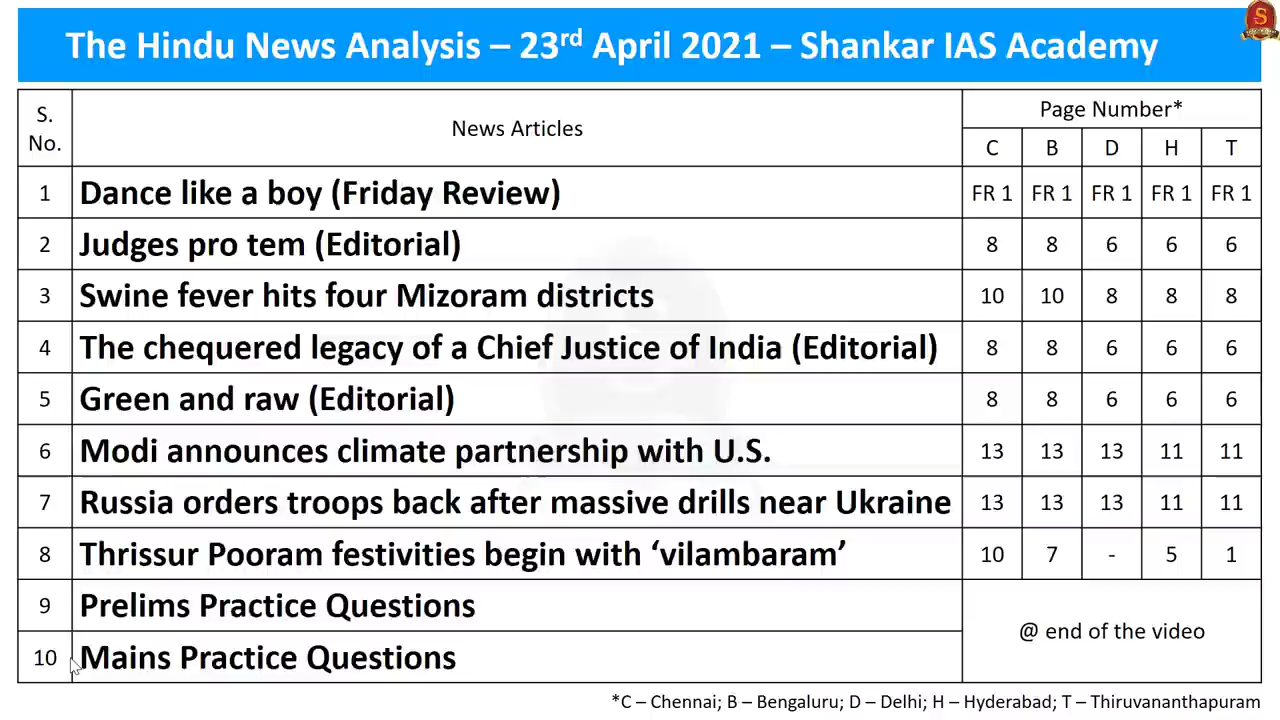 The Hindu News Analysis – 23rd April 2021 – Shankar IAS Academy
S. No. News Articles Page Number*
C B D H T
1 Dance like a boy (Friday Review) FR 1 FR 1 FR 1 FR 1 FR 1
2 Judges pro tem (Editorial) 8 8 6 6 6
3 Swine fever hits four Mizoram districts 10 10 8 8 8
4 The chequered legacy of a Chief Justice of India (Editorial) 8 8 6 6 6
5 Green and raw (Editorial) 8 8 6 6 6
6 Modi announces climate partnership with U.S. 13 13 13 11 11
7 Russia orders troops back after massive drills near Ukraine 13 13 13 11 11
8 Thrissur Pooram festivities begin with ‘vilambaram’ 10 7 - 5 1
9 Prelims Practice Questions
@ end of the video
10 Mains Practice Questions
*C – Chennai; B – Bengaluru; D – Delhi; H – Hyderabad; T – Thiruvananthapuram